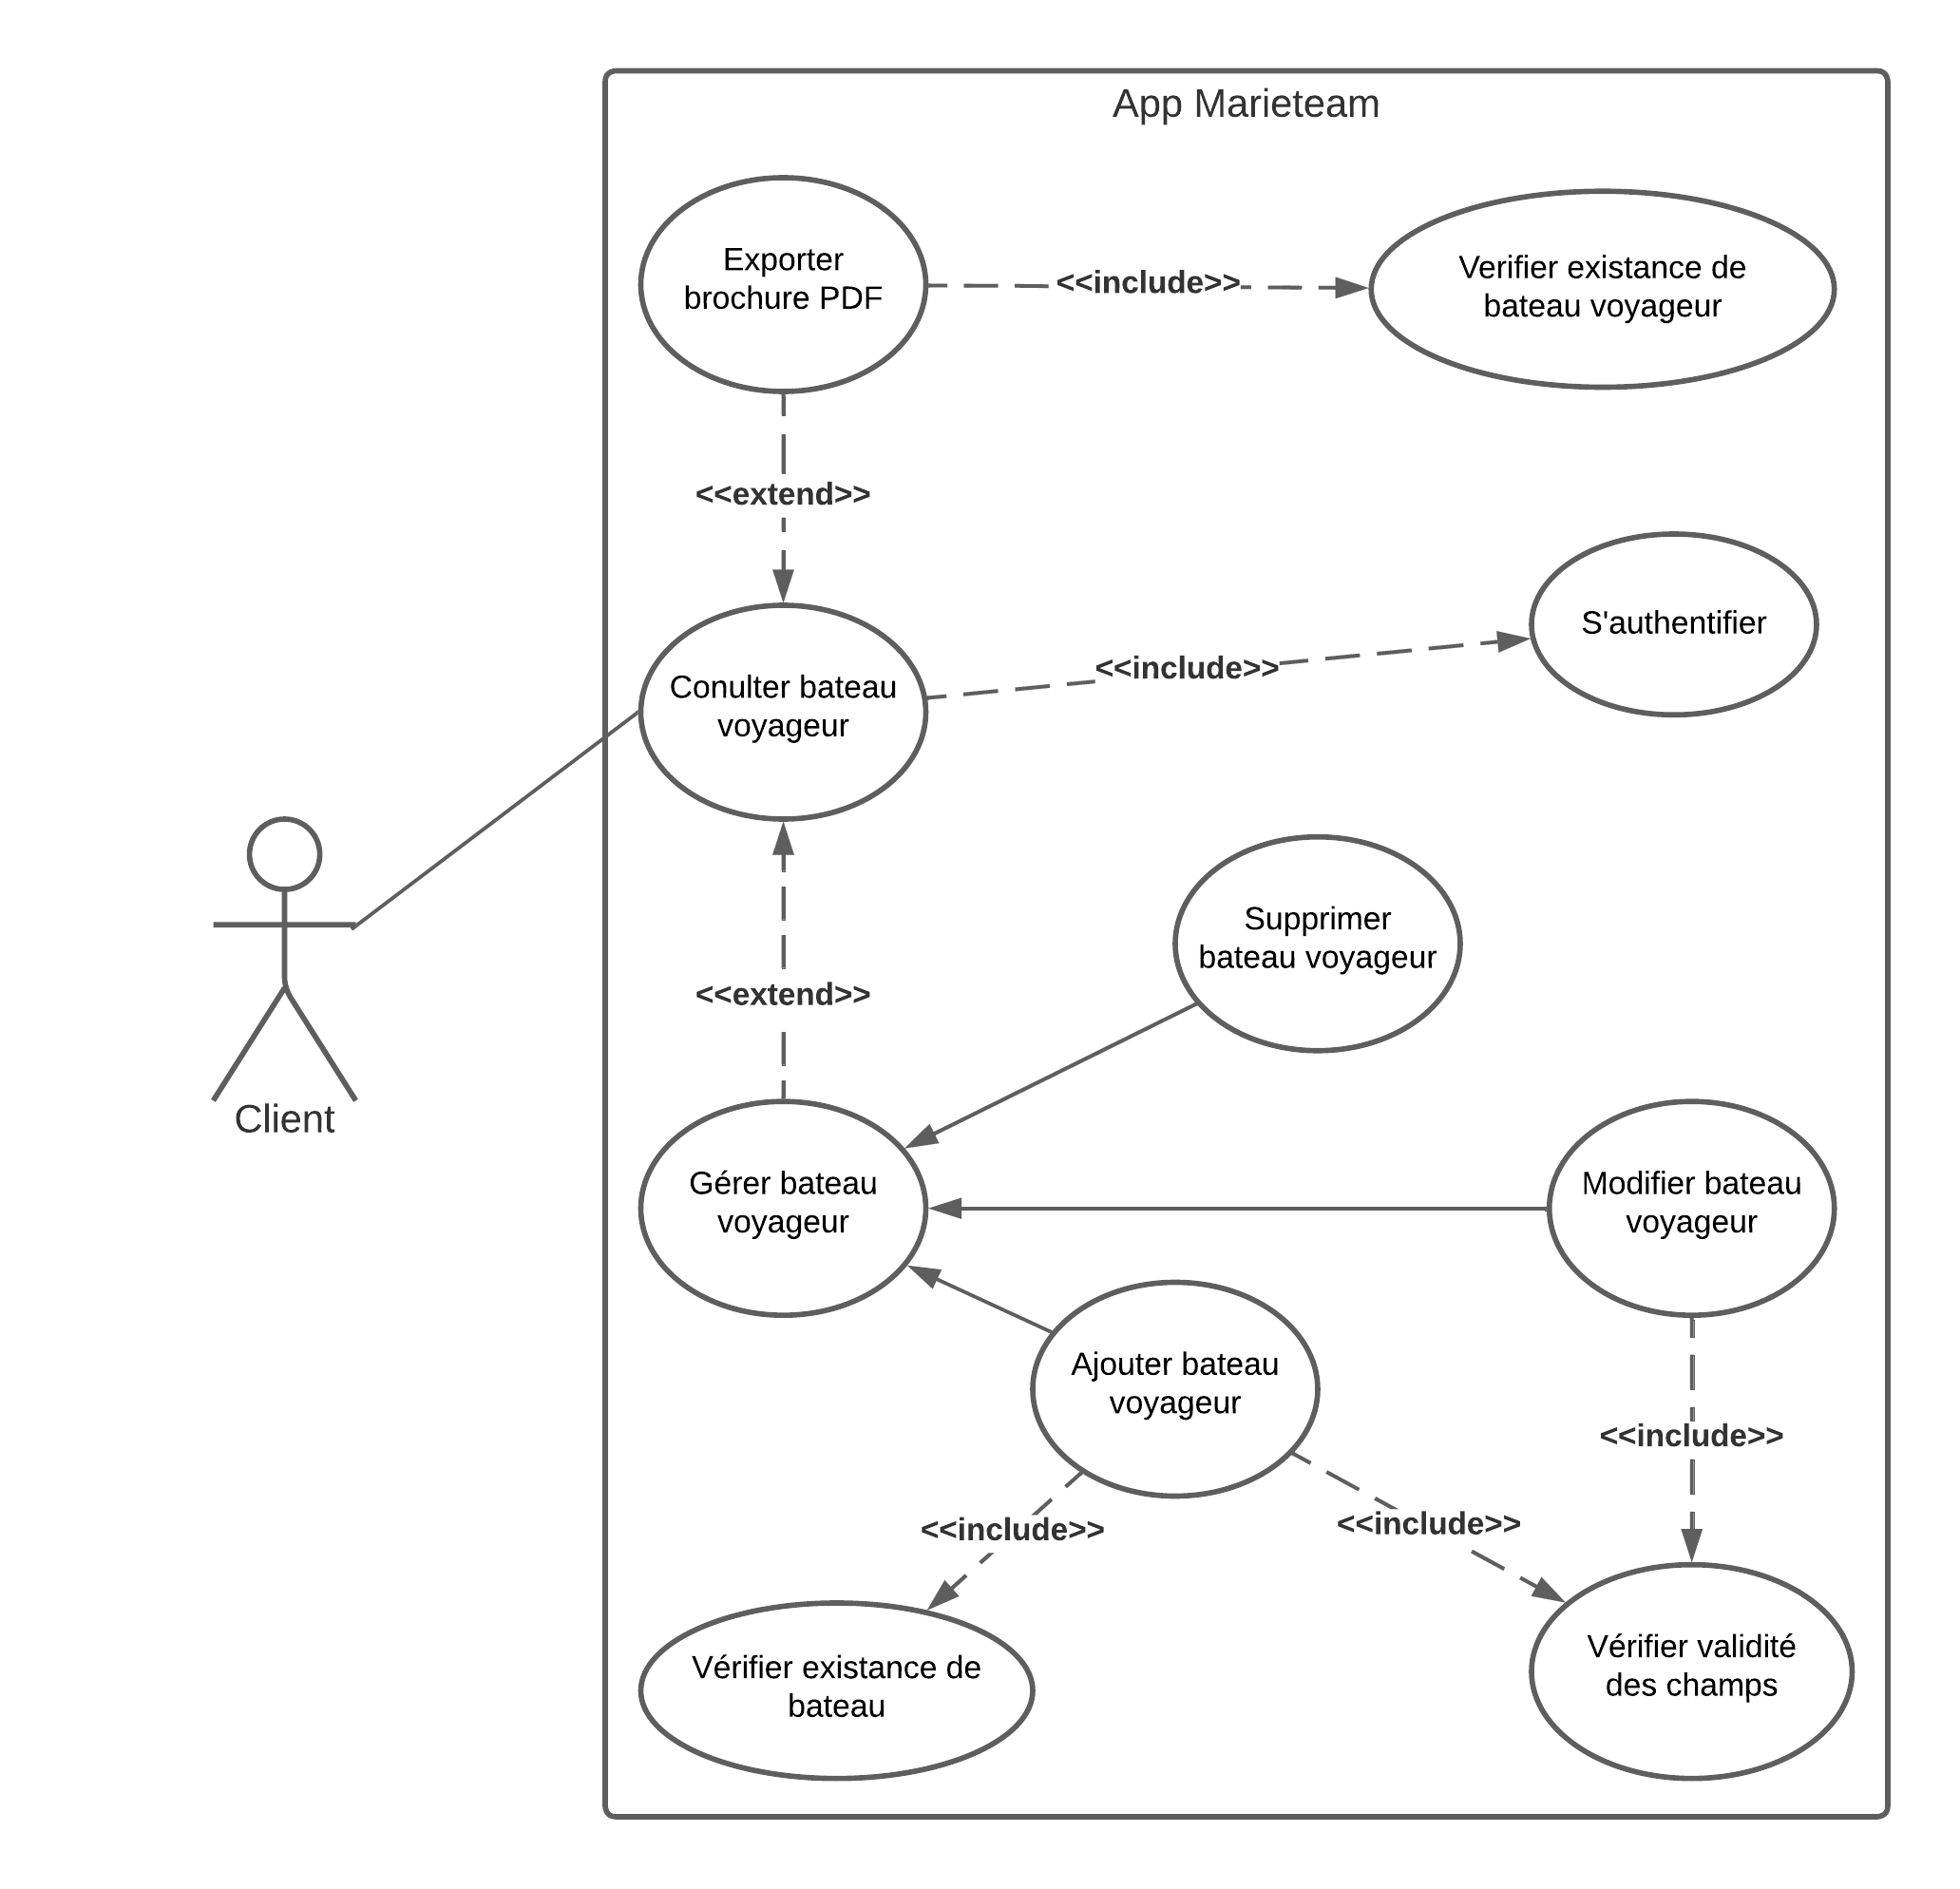 App Marieteam
Exporter
brochure PDF
<<include>>
Verifier existance de
bateau voyageur
<<extend>>
S'authentifier
<<include>>
Conulter bateau
voyageur
Supprimer
bateau voyageur
<<extend>>
Client
Gérer bateau
voyageur
Modifier bateau
voyageur
Ajouter bateau
voyageur
<<include>>
<<include>>
<<include>>
Vérifier existance de
bateau
Vérifier validité
des champs